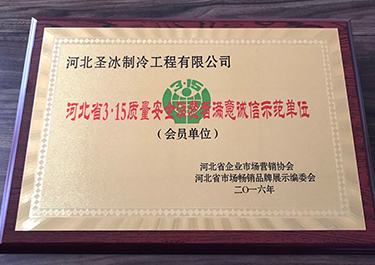 河北圣冰制冷工程有限公司
3·15
河北省3·15质量安全消费者满意诚信示范单位
（会员单位）
河北省企业市场营销协会
河北省市场畅销品牌展示编委会
二〇一六年